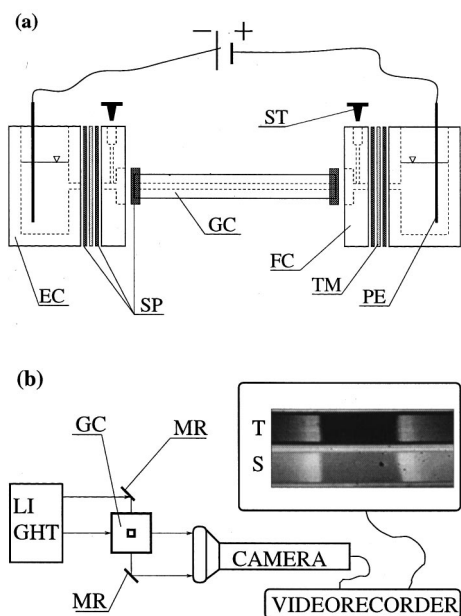 (a)
− +
ST
GC
FC
EC
SP
TM
PE
(b)
GC
MR
T
S
LI
GHT
CAMERA
MR
VIDEORECORDER